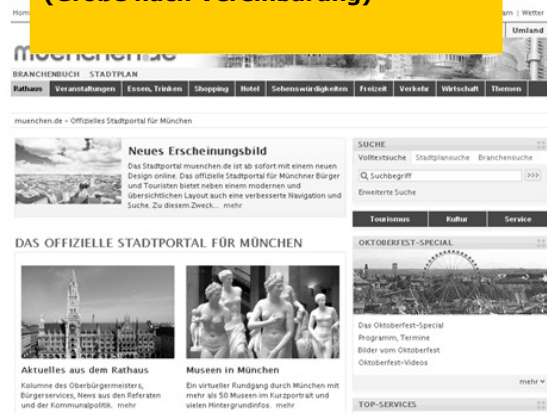 (Größe nach Vereinbarung)
Wetter
Umland
muenchen.de
BRANCHENBUCH STADTPLAN
Rathaus Veranstaltungen Essen, Trinken Shopping Hotel Sehenswürdigkeiten Freizeit Verkehr Wirtschaft Themen
muenchen.de - Offizielles Stadtportal für München
Neues Erscheinungsbild
Das Stadtportal muenchen.de ist ab sofort mit einem neuen
Design online. Das offizielle Stadtportal für Münchner Bürger
und Touristen bietet neben einem modernen und
übersichtlichen Layout auch eine verbesserte Navigation und
Suche. Zu diesem Zweck... mehr
SUCHE
Volltextsuche Stadtplansuche Branchensuche
Suchbegriff >>>
Erweiterte Suche
Tourismus Kultur Service
DAS OFFIZIELLE STADTPORTAL FÜR MÜNCHEN
Aktuelles aus dem Rathaus
Kolumne des Oberbürgermeisters,
Bürgerservices, News aus den Referaten
und der Kommunalpolitik. mehr
Museen in München
Ein virtueller Rundgang durch München mit
mehr als 50 Museen im Kurzportrait und
vielen Hintergrundinfos. mehr
OKTOBERFEST-SPECIAL
Das Oktoberfest-Special
Programm, Termine
Bilder vom Oktoberfest
Oktoberfest-Videos
mehr
TOP-SERVICES